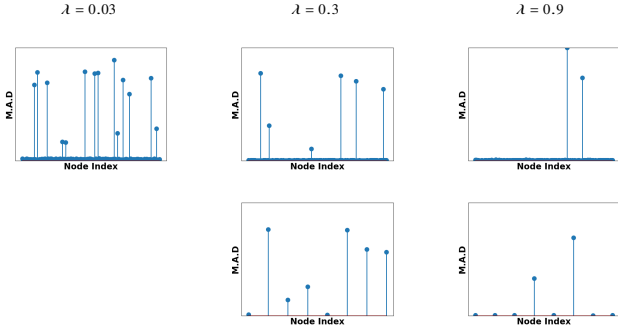 λ = 0.03
λ = 0.3
λ = 0.9
M.A.D
Node Index
M.A.D
Node Index
M.A.D
Node Index
M.A.D
Node Index
M.A.D
Node Index